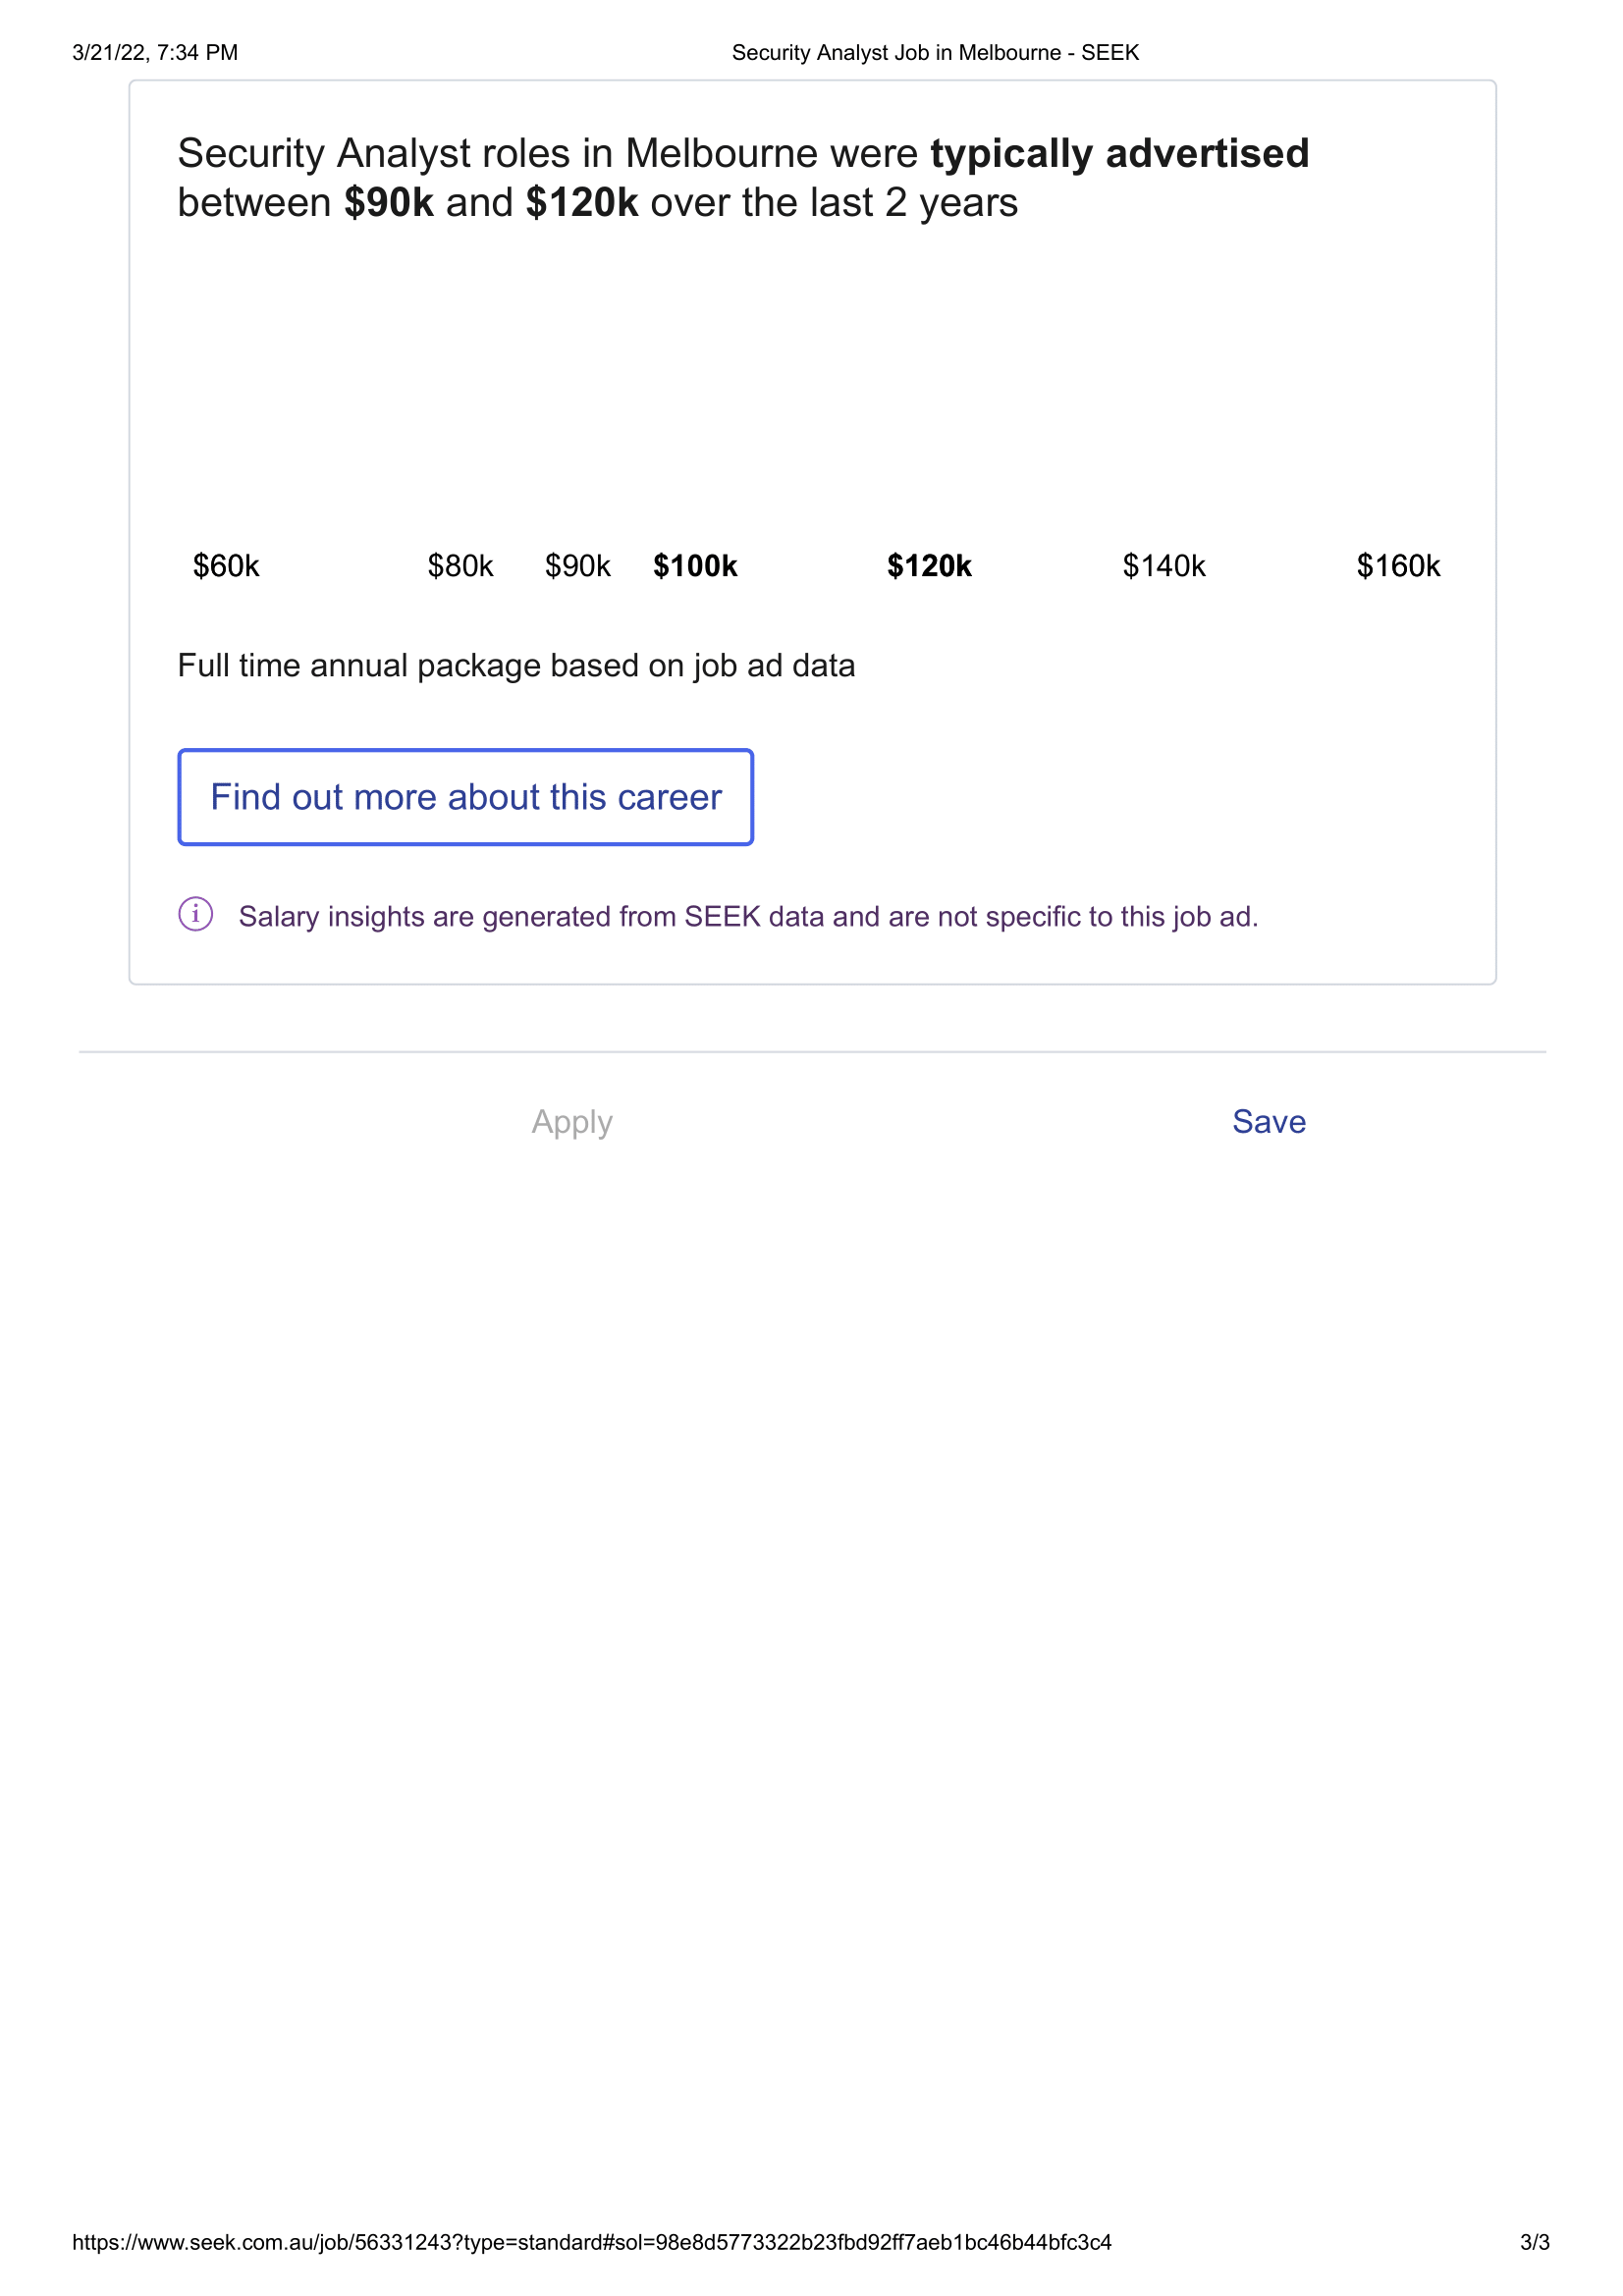 3/21/22, 7:34 PM
Security Analyst Job in Melbourne - SEEK
Security Analyst roles in Melbourne were typically advertised
between $90k and $120k over the last 2 years
$60k $80k $90k $100k $120k $140k $160k
Full time annual package based on job ad data
Find out more about this career
i Salary insights are generated from SEEK data and are not specific to this job ad.
Apply Save
https://www.seek.com.au/job/56331243?type=standard#sol=98e8d5773322b23fbd92ff7aeb1bc46b44bfc3c4
3/3